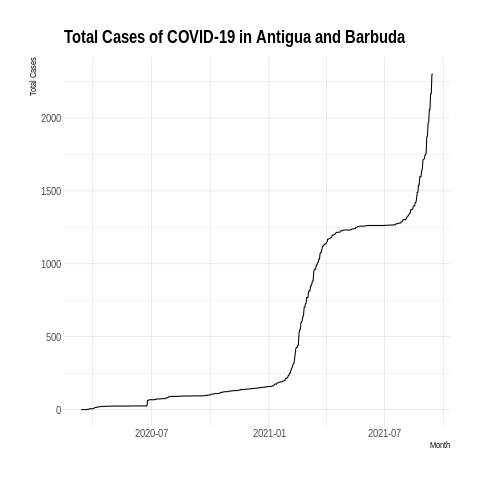 Total Cases of COVID-19 in Antigua and Barbuda
Total Cases
2000
1500
1000
500
0
2020-07 2021-01 2021-07
Month